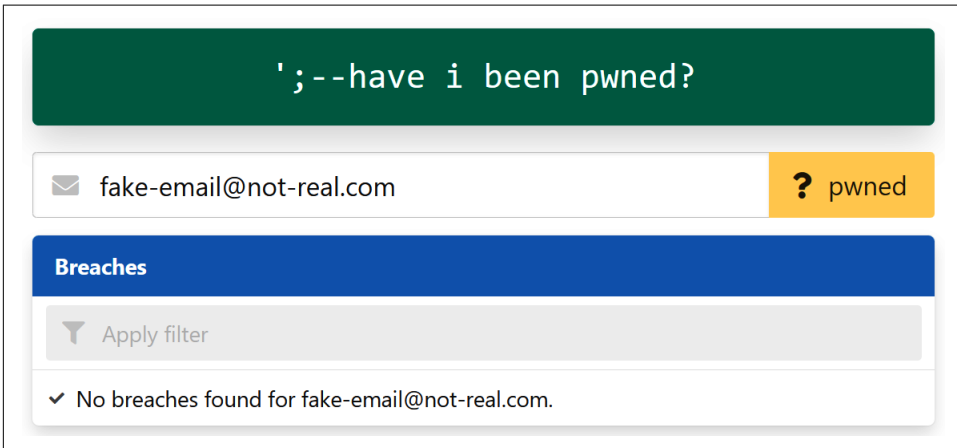 ';--have i been pwned?
fake-email@not-real.com
? pwned
Breaches
Apply filter
No breaches found for fake-email@not-real.com.